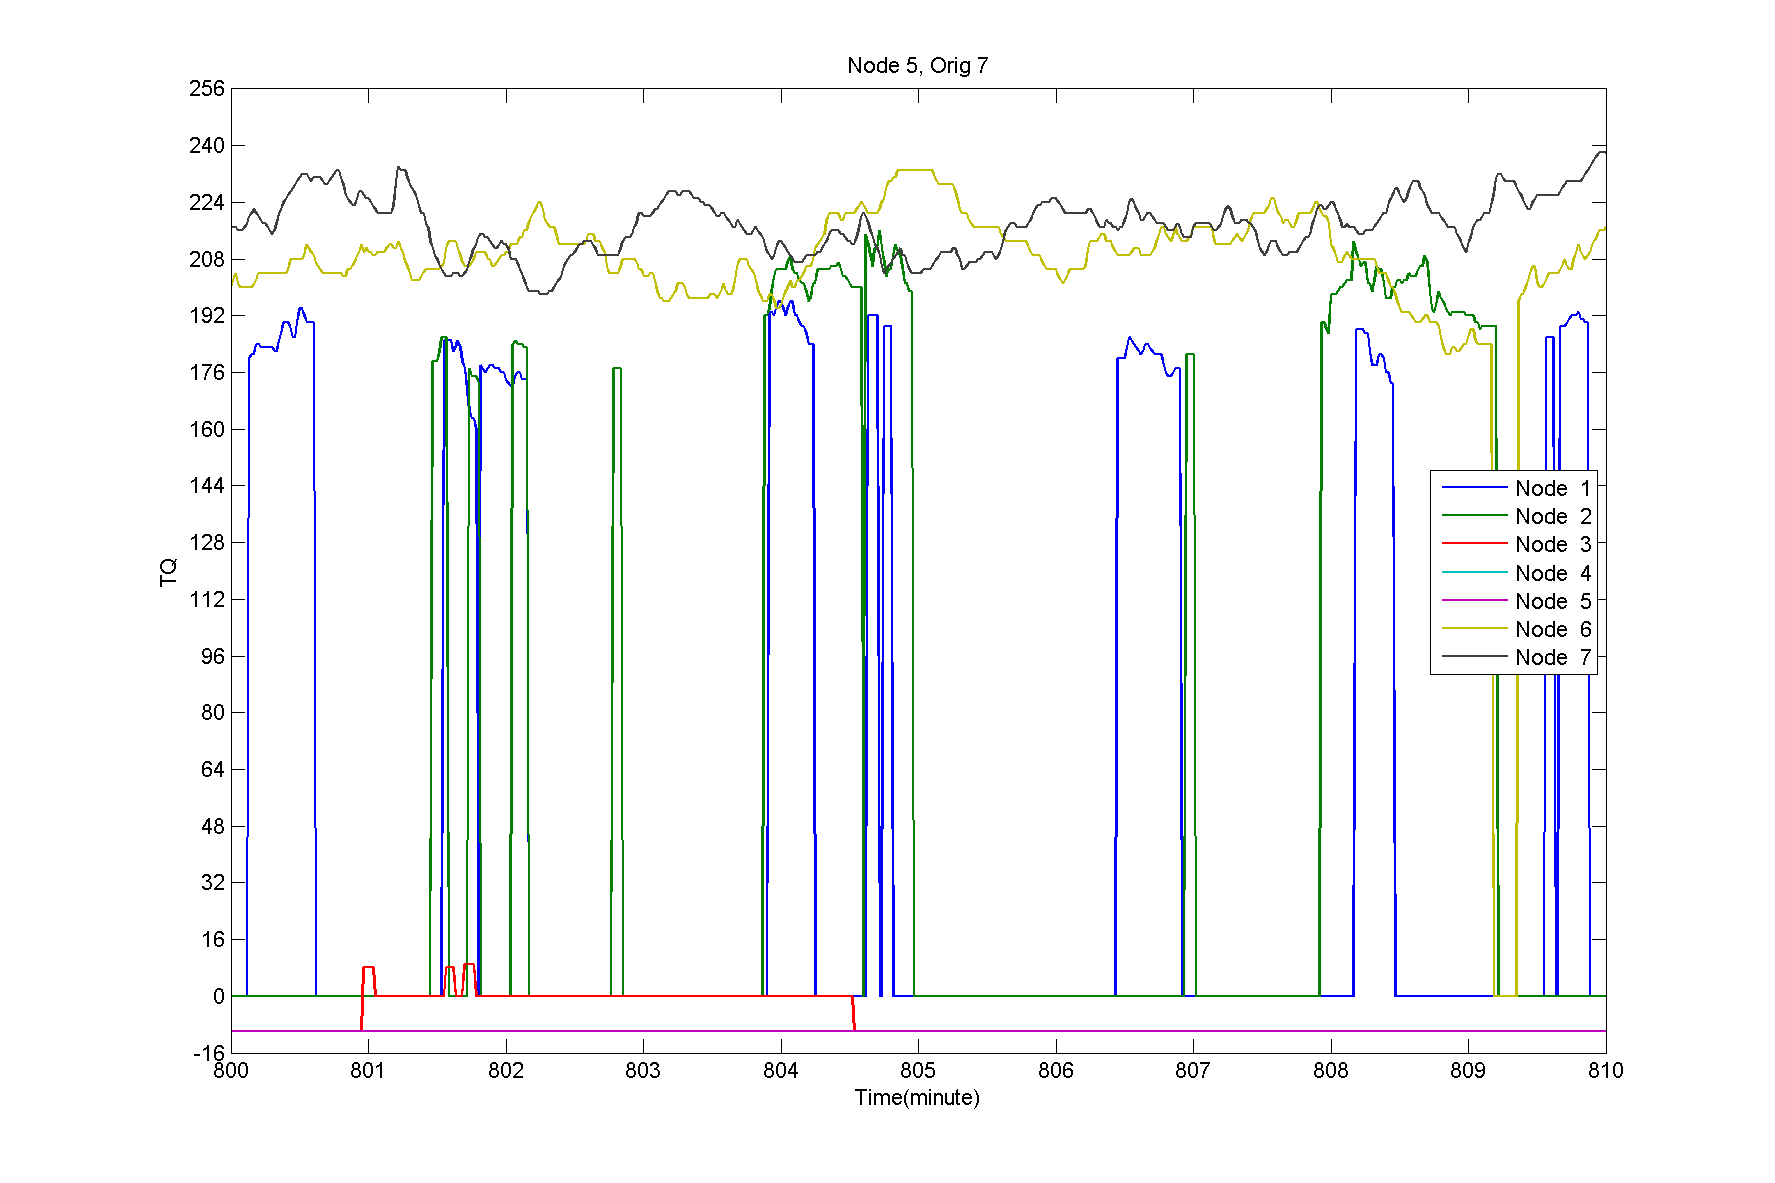 Node 5, Orig 7
256
240
224
208
192
176
160
144
128
112
96
80
64
48
32
16
0
-16
TQ
800 801 802 803 804 805 806 807 808 809 810
Time(minute)
Node 1
Node 2
Node 3
Node 4
Node 5
Node 6
Node 7